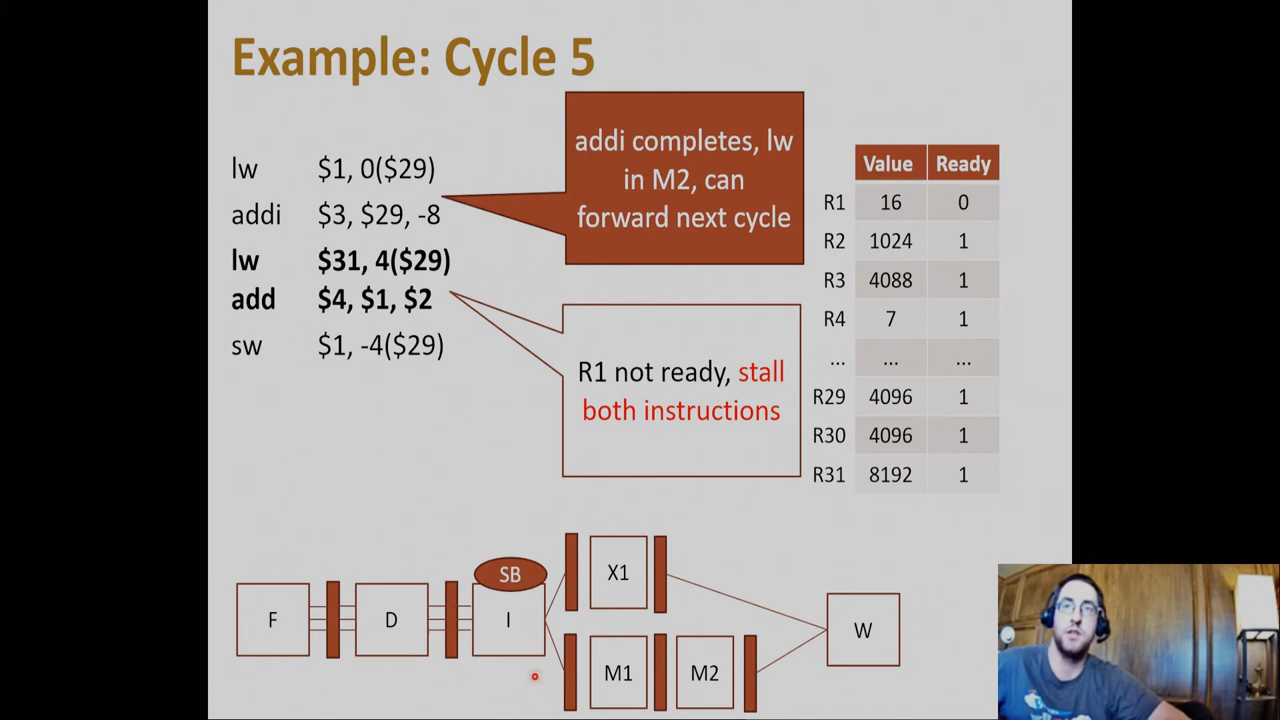 Example: Cycle 5
lw $1, 0($29)
addi $3, $29, -8
lw $31, 4($29)
add $4, $1, $2
sw $1, -4($29)
addi completes, lw
in M2, can
forward next cycle
R1 not ready, stall
both instructions
Value Ready
R1 16 0
R2 1024 1
R3 4088 1
R4 7 1
... ... ...
R29 4096 1
R30 4096 1
R31 8192 1
F
D
SB
I
X1
M1
M2
W